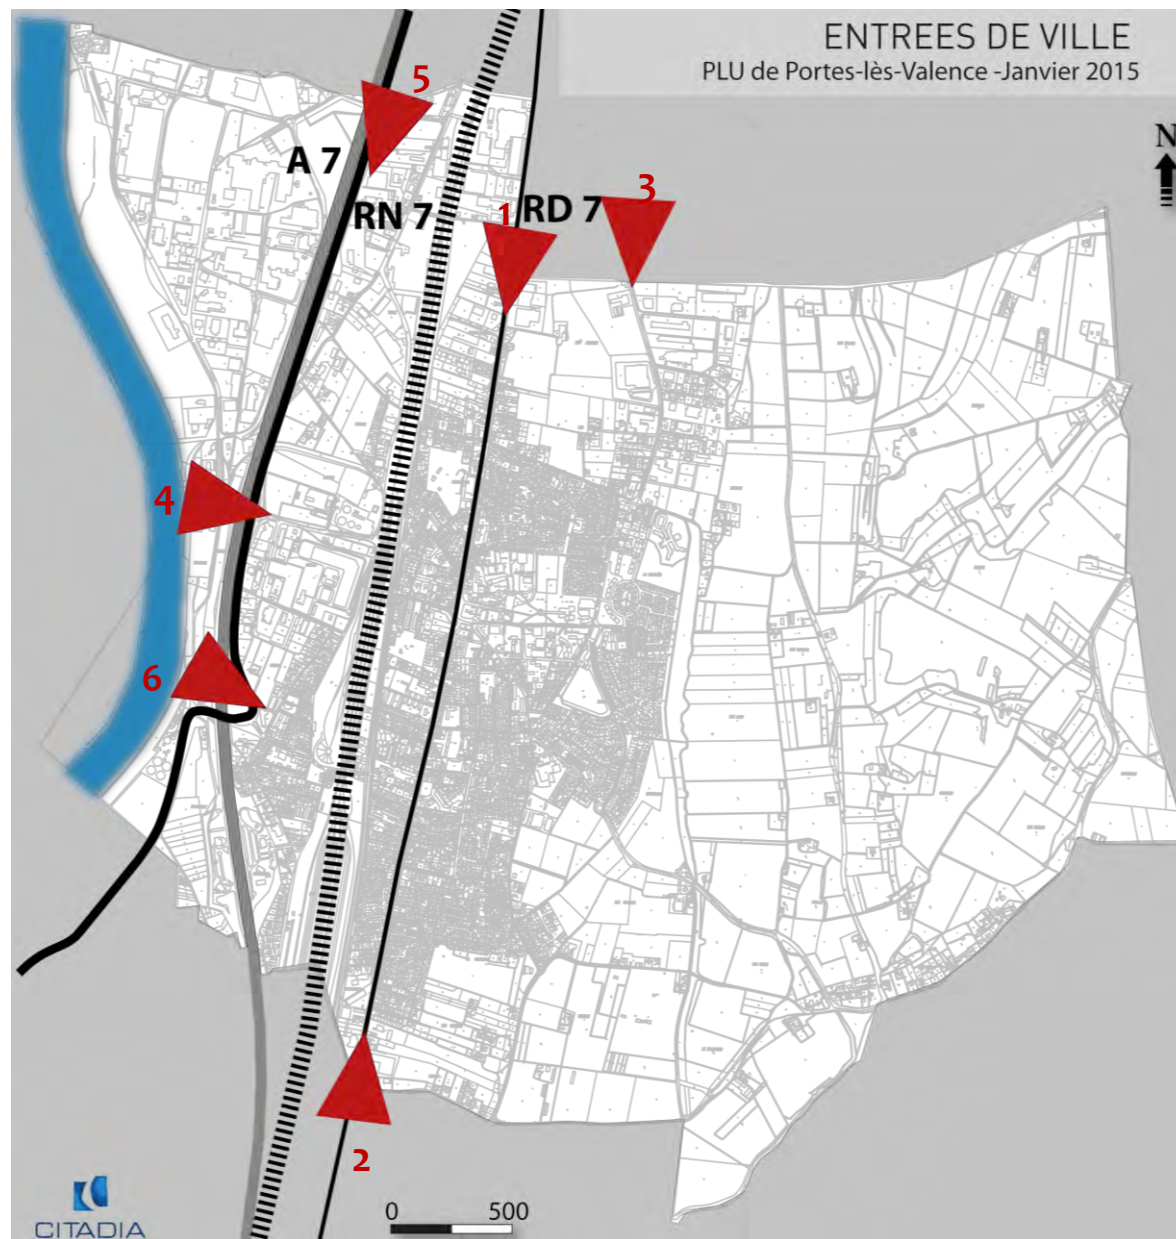 ENTREES DE VILLE
PLU de Portes-lès-Valence -Janvier 2015
5
N
A 7
3
RN 7
1
RD 7
4
6
2
0
500
CITADIA